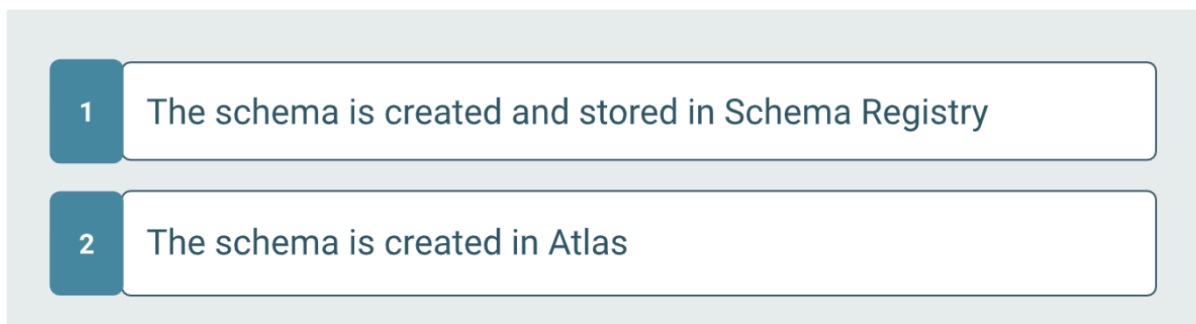 1 The schema is created and stored in Schema Registry
2 The schema is created in Atlas